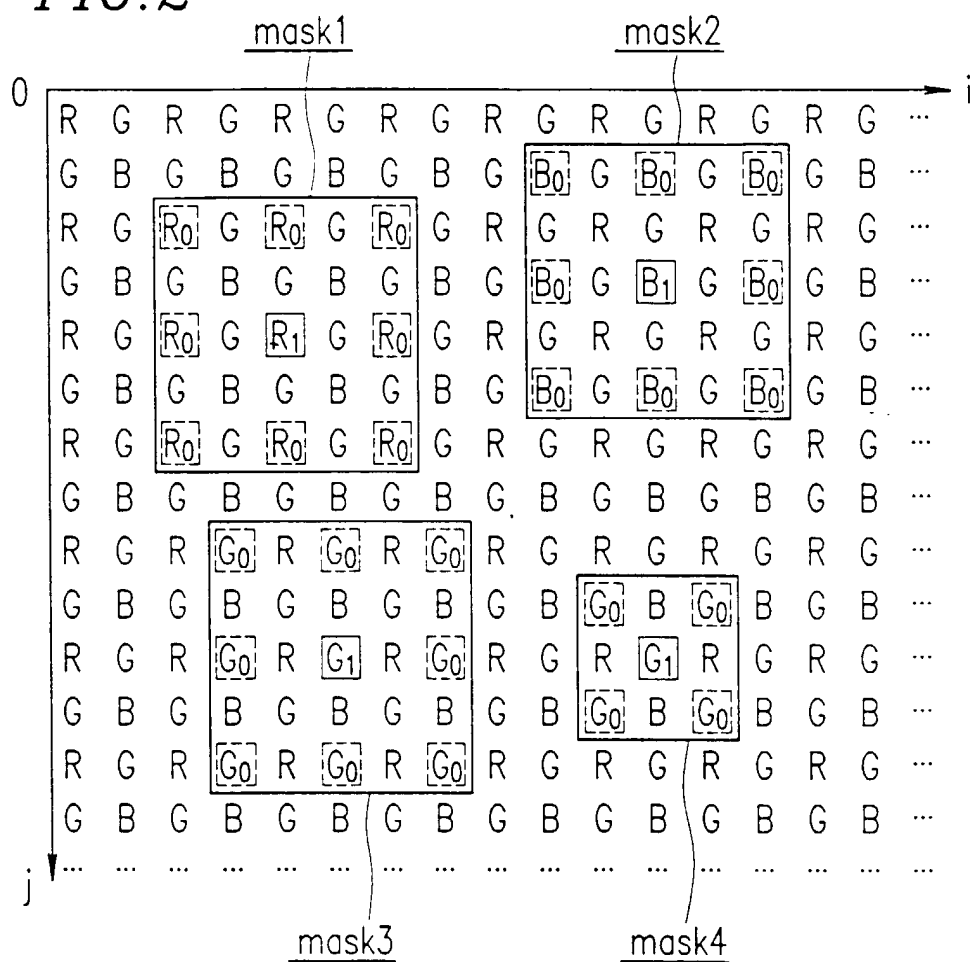 FIG.2
mask1 mask2
0 i
R G R G R G R G R G R G R G R G ...
G B G B G B G B G B0 G B0 G B0 G B ...
R G R0 G R0 G R0 G R G R G R G R G ...
G B G B G B G B G B0 G B1 G B0 G B ...
R G R0 G R1 G R0 G R G R G R G R G ...
G B G B G B G B G B0 G B0 G B0 G B ...
R G R0 G R0 G R0 G R G R G R G R G ...
G B G B G B G B G B G B G B G B ...
R G R G0 R G0 R G0 R G R G R G R G ...
G B G B G B G B G B G0 B G0 B G B ...
R G R G0 R G1 R G0 R G R G1 R G R G ...
G B G B G B G B G B G0 B G0 B G B ...
R G R G0 R G0 R G0 R G R G R G R G ...
G B G B G B G B G B G B G B G B ...
j ... ... ... ... ... ... ... ... ... ... ... ... ... ... ... ... ...
mask3 mask4